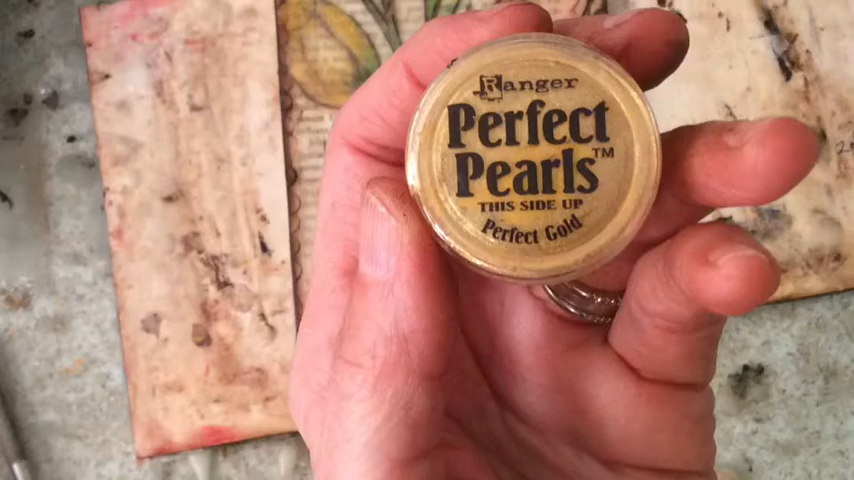 Ranger
Perfect
Pearls™
THIS SIDE UP
Perfect Gold